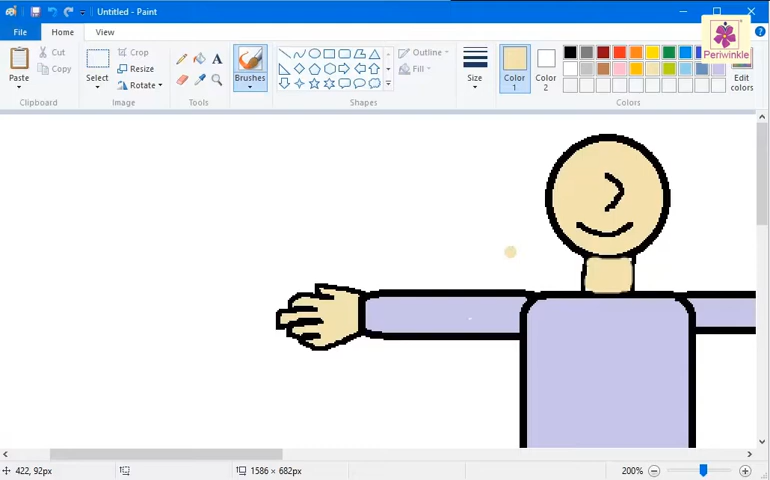 Untitled - Paint
File Home View
Paste
Cut
Copy
Clipboard
Select
Crop
Resize
Rotate
Image
A
Tools
Brushes
Outline
Fill
Shapes
Size
Color
1
Color
2
Edit
colors
Colors
Periwinkle
422, 92px
1586 × 682px
200%